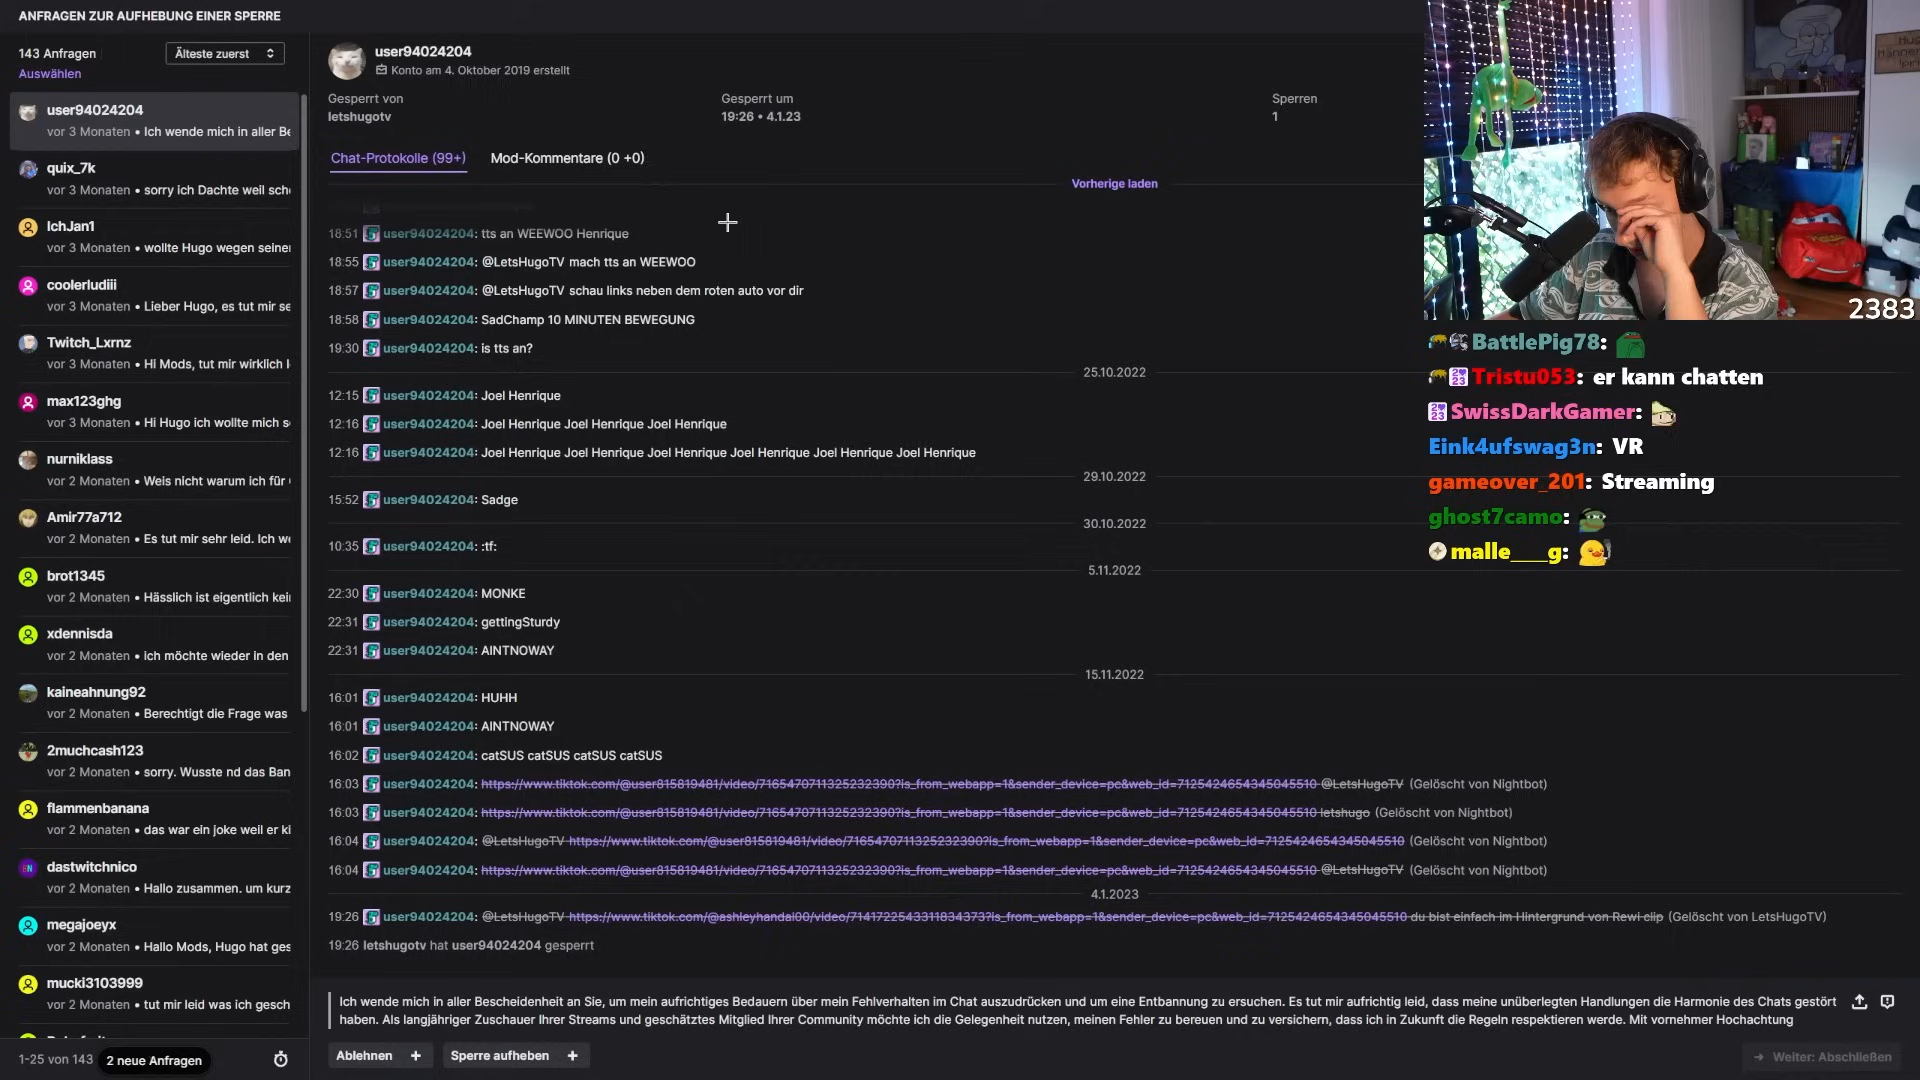 ANFRAGEN ZUR AUFHEBUNG EINER SPERRE
143 Anfragen
Älteste zuerst
Auswählen
user94024204
vor 3 Monaten • Ich wende mich in aller Be
quix_7k
vor 3 Monaten • sorry ich Dachte weil sch
IchJan1
vor 3 Monaten • wollte Hugo wegen seine
coolerludiii
vor 3 Monaten • Lieber Hugo, es tut mir se
Twitch_Lxrnz
vor 3 Monaten • Hi Mods, tut mir wirklich
max123ghg
vor 3 Monaten • Hi Hugo ich wollte mich s
nurniklass
vor 2 Monaten • Weis nicht warum ich für
Amir77a712
vor 2 Monaten • Es tut mir sehr leid. Ich w
brot1345
vor 2 Monaten • Hässlich ist eigentlich kei
xdennisda
vor 2 Monaten • ich möchte wieder in den
kaineahnung92
vor 2 Monaten • Berechtigt die Frage was
2muchcash123
vor 2 Monaten • sorry. Wusste nd das Ban
flammenbanana
vor 2 Monaten • das war ein joke weil er ki
dastwitchnico
vor 2 Monaten • Hallo zusammen. um kurz
megajoeyx
vor 2 Monaten • Hallo Mods, Hugo hat ges
mucki3103999
vor 2 Monaten • tut mir leid was ich gesch
1-25 von 143
2 neue Anfragen
user94024204
Konto am 4. Oktober 2019 erstellt
Gesperrt von
letshugotv
Gesperrt um
19:26 • 4.1.23
Sperren
1
Chat-Protokolle (99+)
Mod-Kommentare (0 +0)
Vorherige laden
18:51 user94024204: tts an WEEWOO Henrique
18:55 user94024204: @LetsHugoTV mach tts an WEEWOO
18:57 user94024204: @LetsHugoTV schau links neben dem roten auto vor dir
18:58 user94024204: SadChamp 10 MINUTEN BEWEGUNG
19:30 user94024204: is tts an?
25.10.2022
12:15 user94024204: Joel Henrique
12:16 user94024204: Joel Henrique Joel Henrique Joel Henrique
12:16 user94024204: Joel Henrique Joel Henrique Joel Henrique Joel Henrique Joel Henrique Joel Henrique
29.10.2022
15:52 user94024204: Sadge
30.10.2022
10:35 user94024204: :tf:
5.11.2022
22:30 user94024204: MONKE
22:31 user94024204: gettingSturdy
22:31 user94024204: AINTNOWAY
15.11.2022
16:01 user94024204: HUHH
16:01 user94024204: AINTNOWAY
16:02 user94024204: catSUS catSUS catSUS catSUS
16:03 user94024204: https://www.tiktok.com/@user815819481/video/7165470711325232390?is_from_webapp=1&sender_device=pc&web_id=7125424654345045510 @LetsHugoTV (Gelöscht von Nightbot)
16:03 user94024204: https://www.tiktok.com/@user815819481/video/7165470711325232390?is_from_webapp=1&sender_device=pc&web_id=7125424654345045510 letshugo (Gelöscht von Nightbot)
16:04 user94024204: @LetsHugoTV https://www.tiktok.com/@user815819481/video/7165470711325232390?is_from_webapp=1&sender_device=pc&web_id=7125424654345045510 (Gelöscht von Nightbot)
16:04 user94024204: https://www.tiktok.com/@user815819481/video/7165470711325232390?is_from_webapp=1&sender_device=pc&web_id=7125424654345045510 @LetsHugoTV (Gelöscht von Nightbot)
4.1.2023
19:26 user94024204: @LetsHugoTV https://www.tiktok.com/@ashleyhandal00/video/7141722543311834373?is_from_webapp=1&sender_device=pc&web_id=7125424654345045510 du bist einfach im Hintergrund von Rewi clip (Gelöscht von LetsHugoTV)
19:26 letshugotv hat user94024204 gesperrt
Ich wende mich in aller Bescheidenheit an Sie, um mein aufrichtiges Bedauern über mein Fehlverhalten im Chat auszudrücken und um eine Entbannung zu ersuchen. Es tut mir aufrichtig leid, dass meine unüberlegten Handlungen die Harmonie des Chats gestört
haben. Als langjähriger Zuschauer Ihrer Streams und geschätztes Mitglied Ihrer Community möchte ich die Gelegenheit nutzen, meinen Fehler zu bereuen und zu versichern, dass ich in Zukunft die Regeln respektieren werde. Mit vornehmer Hochachtung
Ablehnen +
Sperre aufheben +
Weiter: Abschließen
2383
BattlePig78:
Tristu053: er kann chatten
SwissDarkGamer:
Eink4ufswag3n: VR
gameover_201: Streaming
ghost7camo:
malle___g: